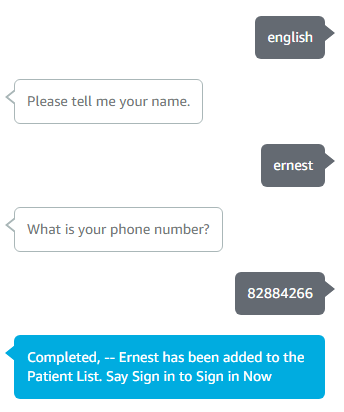 english
Please tell me your name.
ernest
What is your phone number?
82884266
Completed, -- Ernest has been added to the
Patient List. Say Sign in to Sign in Now